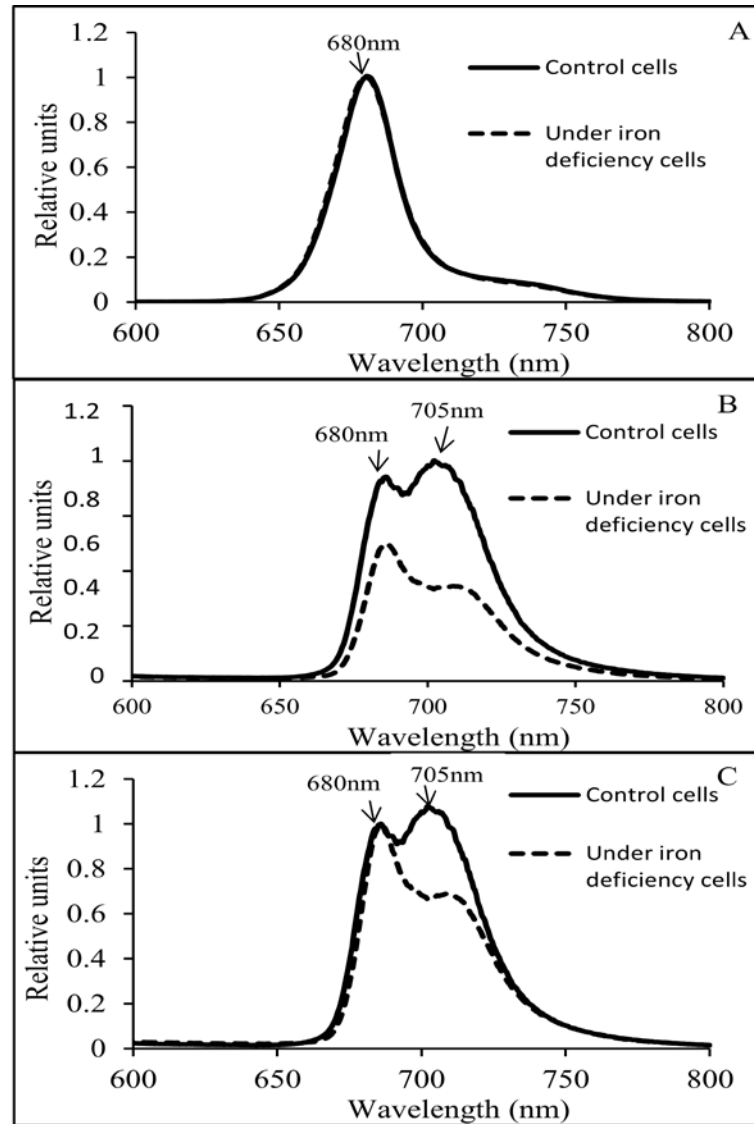 A
1.2
680nm
Control cells
1
0.8
Under iron
deficiency cells
0.6
Relative units
0.4
0.2
0
600 650 700 750 800
Wavelength (nm)
B
1.2
705nm
680nm
Control cells
1
0.8
Under iron
deficiency cells
0.6
Relative units
0.4
0.2
0
600 650 700 750 800
Wavelength (nm)
C
1.2
705nm
680nm
Control cells
1
0.8
Under iron
deficiency cells
0.6
Relative units
0.4
0.2
0
600 650 700 750 800
Wavelength (nm)